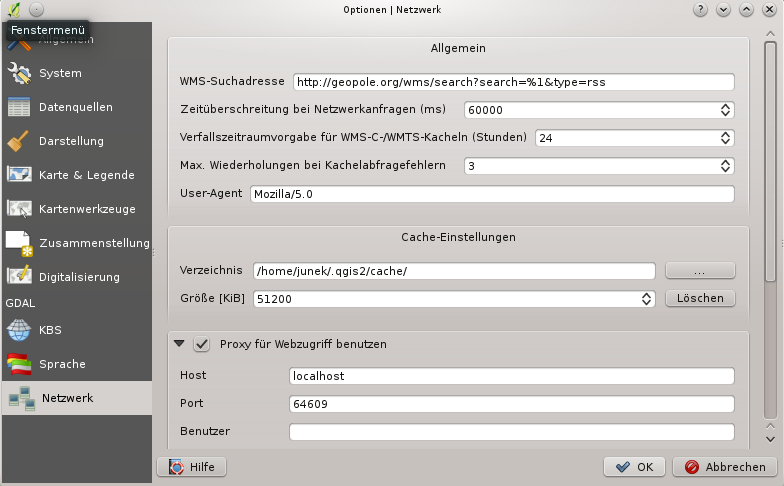 Optionen | Netzwerk
Fenstermenü
Allgemein
System
Datenquellen
Darstellung
Karte & Legende
Kartenwerkzeuge
Zusammenstellung
Digitalisierung
GDAL
KBS
Sprache
Netzwerk
Allgemein
WMS-Suchadresse http://geopole.org/wms/search?search=%1&type=rss
Zeitüberschreitung bei Netzwerkanfragen (ms) 60000
Verfallszeitraumvorgabe für WMS-C-/WMTS-Kacheln (Stunden) 24
Max. Wiederholungen bei Kachelabfragefehlern 3
User-Agent Mozilla/5.0
Cache-Einstellungen
Verzeichnis /home/junek/.qgis2/cache/ ...
Größe [KiB] 51200 Löschen
Proxy für Webzugriff benutzen
Host localhost
Port 64609
Benutzer
Hilfe OK Abbrechen